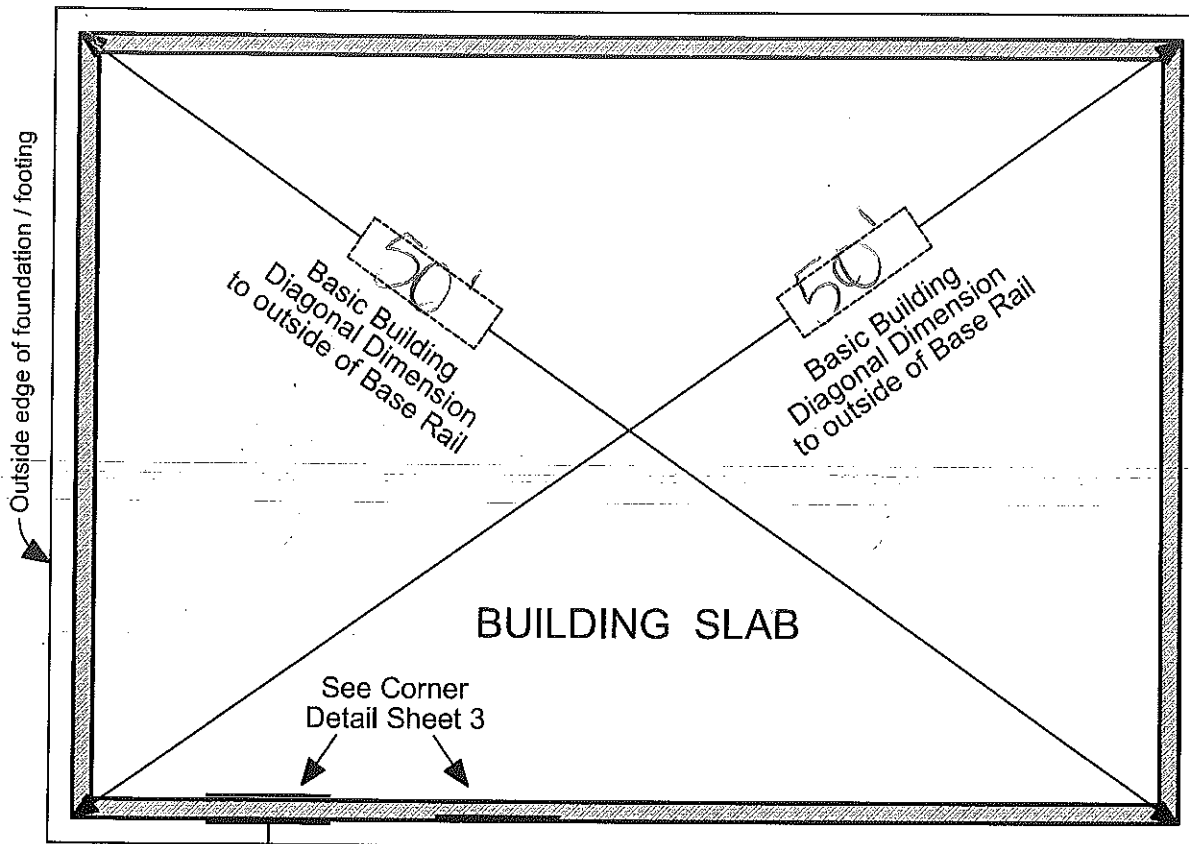 Outside edge of foundation / footing
50'
Basic Building
Diagonal Dimension
to outside of Base Rail
50'
Basic Building
Diagonal Dimension
to outside of Base Rail
BUILDING SLAB
See Corner
Detail Sheet 3